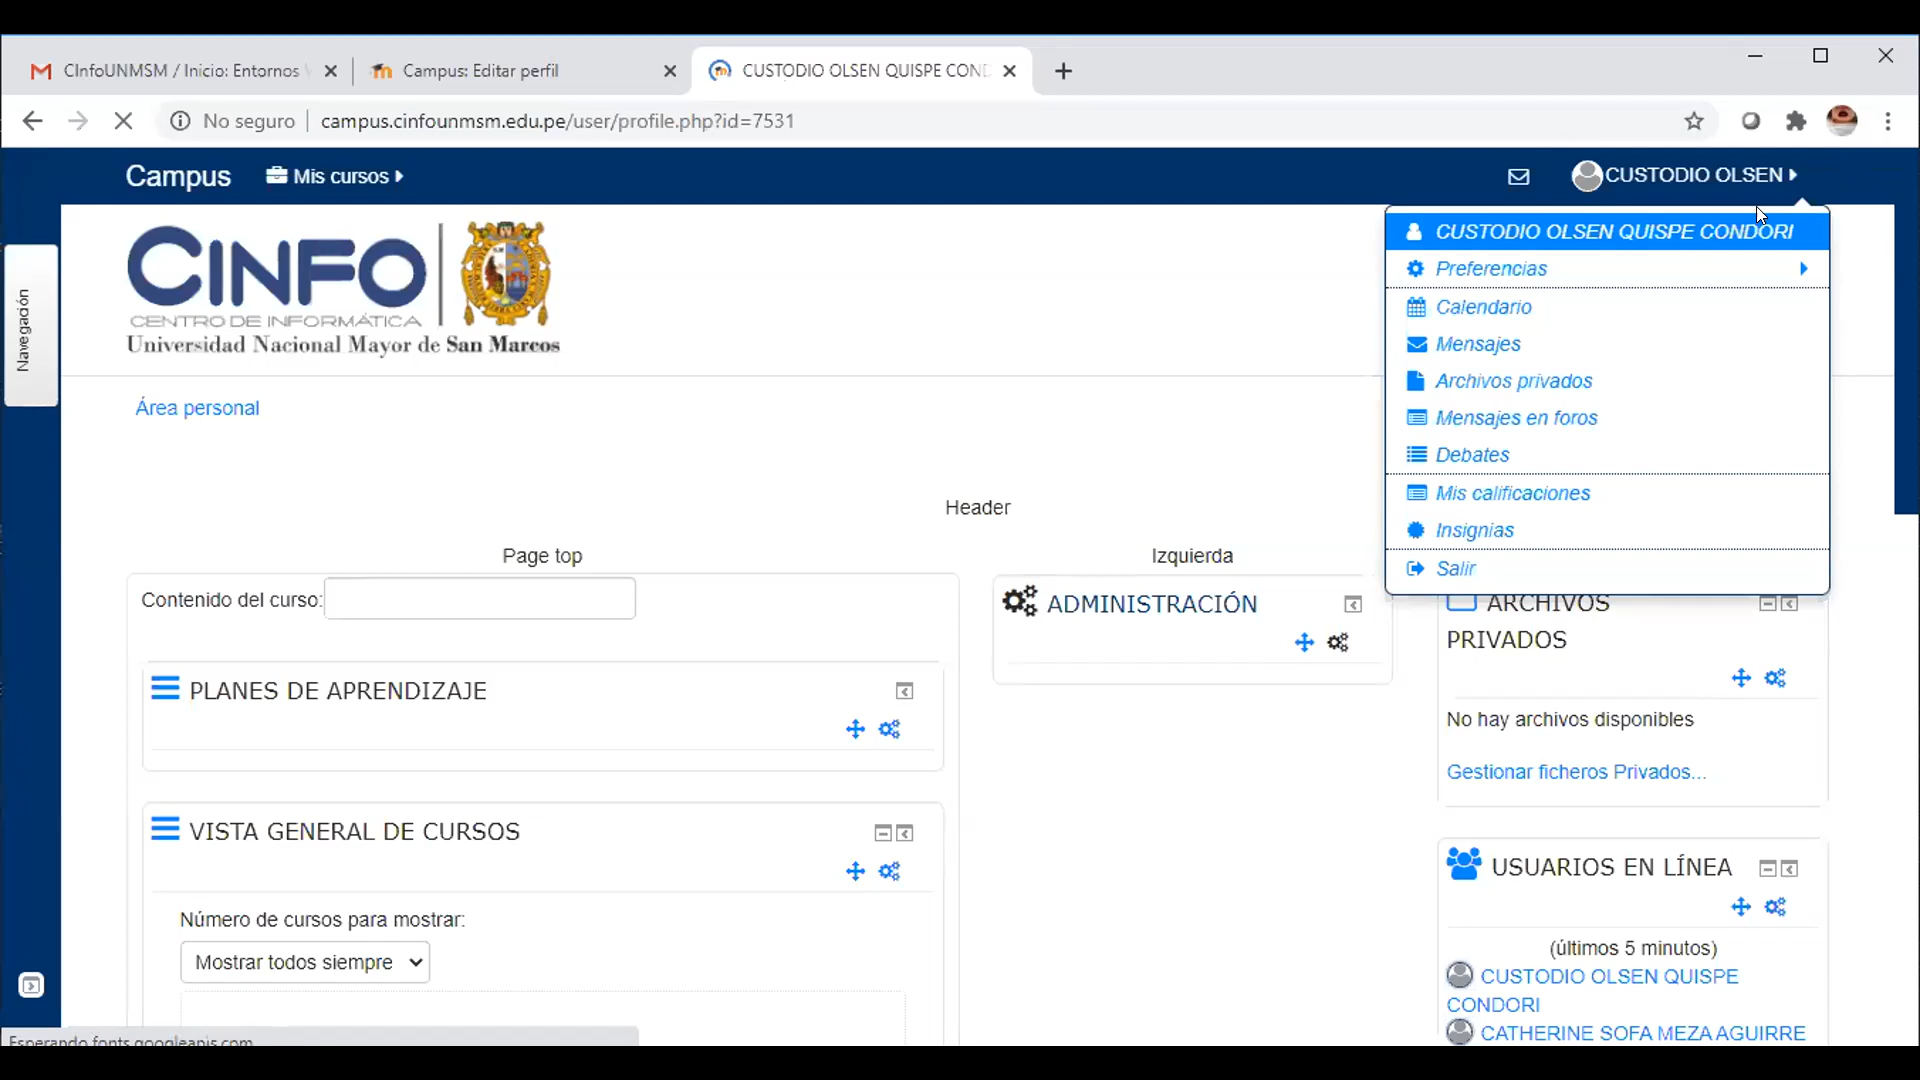 CInfoUNMSM / Inicio: Entornos
Campus: Editar perfil
CUSTODIO OLSEN QUISPE COND
No seguro
campus.cinfounmsm.edu.pe/user/profile.php?id=7531
Campus
Mis cursos
CUSTODIO OLSEN
CUSTODIO OLSEN QUISPE CONDORI
Preferencias
Calendario
Mensajes
Archivos privados
Mensajes en foros
Debates
Mis calificaciones
Insignias
Salir
Navegación
CINFO
CENTRO DE INFORMÁTICA
Universidad Nacional Mayor de San Marcos
Área personal
Header
Page top
Izquierda
Contenido del curso:
ADMINISTRACIÓN
ARCHIVOS
PRIVADOS
PLANES DE APRENDIZAJE
No hay archivos disponibles
Gestionar ficheros Privados...
VISTA GENERAL DE CURSOS
USUARIOS EN LÍNEA
Número de cursos para mostrar:
Mostrar todos siempre
(últimos 5 minutos)
CUSTODIO OLSEN QUISPE
CONDORI
CATHERINE SOFA MEZA AGUIRRE
Esperando fonts.googleapis.com